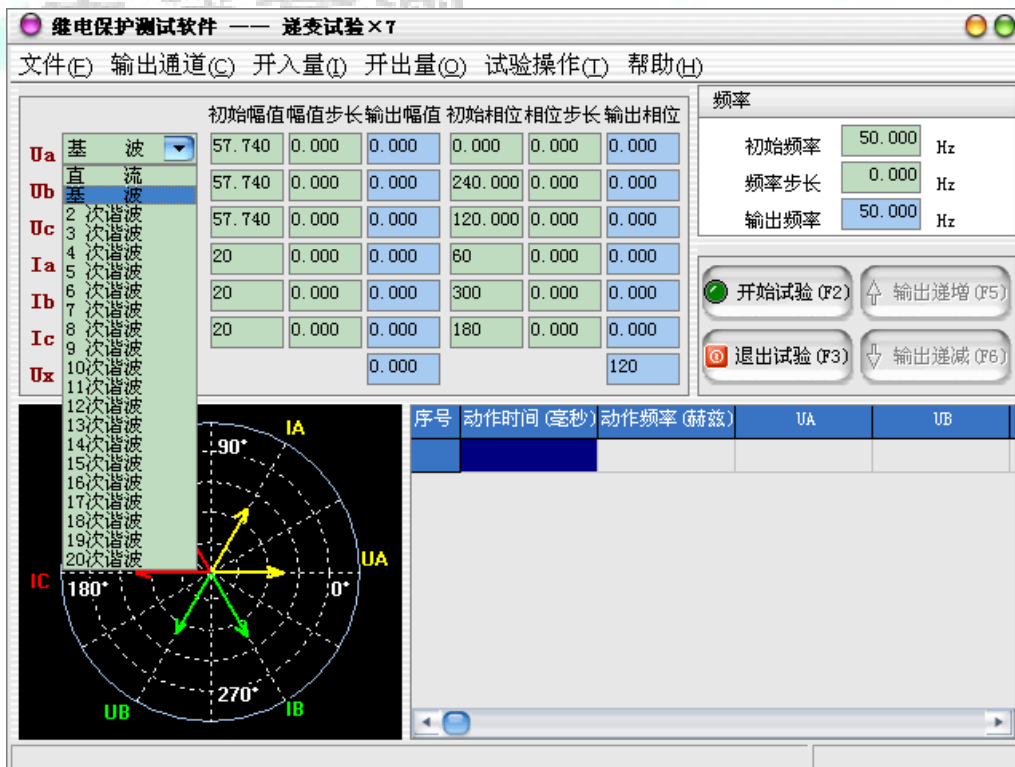 继电保护测试软件 —— 递变试验×7
文件(F) 输出通道(C) 开入量(I) 开出量(O) 试验操作(T) 帮助(H)
初始幅值 幅值步长 输出幅值 初始相位 相位步长 输出相位
Ua 基 波 57.740 0.000 0.000 0.000 0.000 0.000
Ub 57.740 0.000 0.000 240.000 0.000 0.000
Uc 57.740 0.000 0.000 120.000 0.000 0.000
Ia 20 0.000 0.000 60 0.000 0.000
Ib 20 0.000 0.000 300 0.000 0.000
Ic 20 0.000 0.000 180 0.000 0.000
Ux 0.000 120
直 流
基 波
2 次谐波
3 次谐波
4 次谐波
5 次谐波
6 次谐波
7 次谐波
8 次谐波
9 次谐波
10次谐波
11次谐波
12次谐波
13次谐波
14次谐波
15次谐波
16次谐波
17次谐波
18次谐波
19次谐波
20次谐波
频率
初始频率 50.000 Hz
频率步长 0.000 Hz
输出频率 50.000 Hz
开始试验(F2) 输出递增(F5)
退出试验(F3) 输出递减(F6)
IA
90°
UA
0°
IC
180°
270°
UB
IB
序号 动作时间(毫秒) 动作频率(赫兹) UA UB